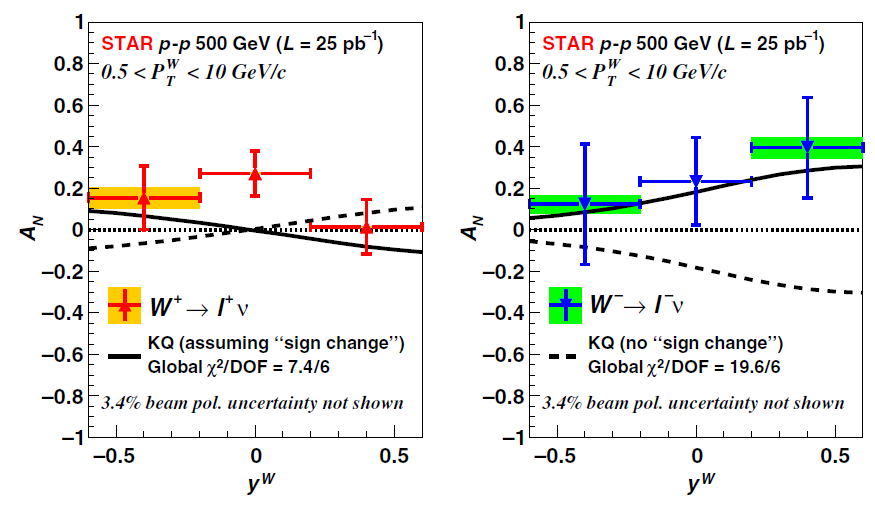 STAR p-p 500 GeV (L = 25 pb⁻¹)
0.5 < P_T^W < 10 GeV/c
A_N
1
0.8
0.6
0.4
0.2
0
−0.2
−0.4
−0.6
−0.8
−1
W⁺ → l⁺ ν
KQ (assuming “sign change”)
Global χ²/DOF = 7.4/6
3.4% beam pol. uncertainty not shown
−0.5
0
0.5
y^W
STAR p-p 500 GeV (L = 25 pb⁻¹)
0.5 < P_T^W < 10 GeV/c
A_N
1
0.8
0.6
0.4
0.2
0
−0.2
−0.4
−0.6
−0.8
−1
W⁻ → l⁻ ν
KQ (no “sign change”)
Global χ²/DOF = 19.6/6
3.4% beam pol. uncertainty not shown
−0.5
0
0.5
y^W